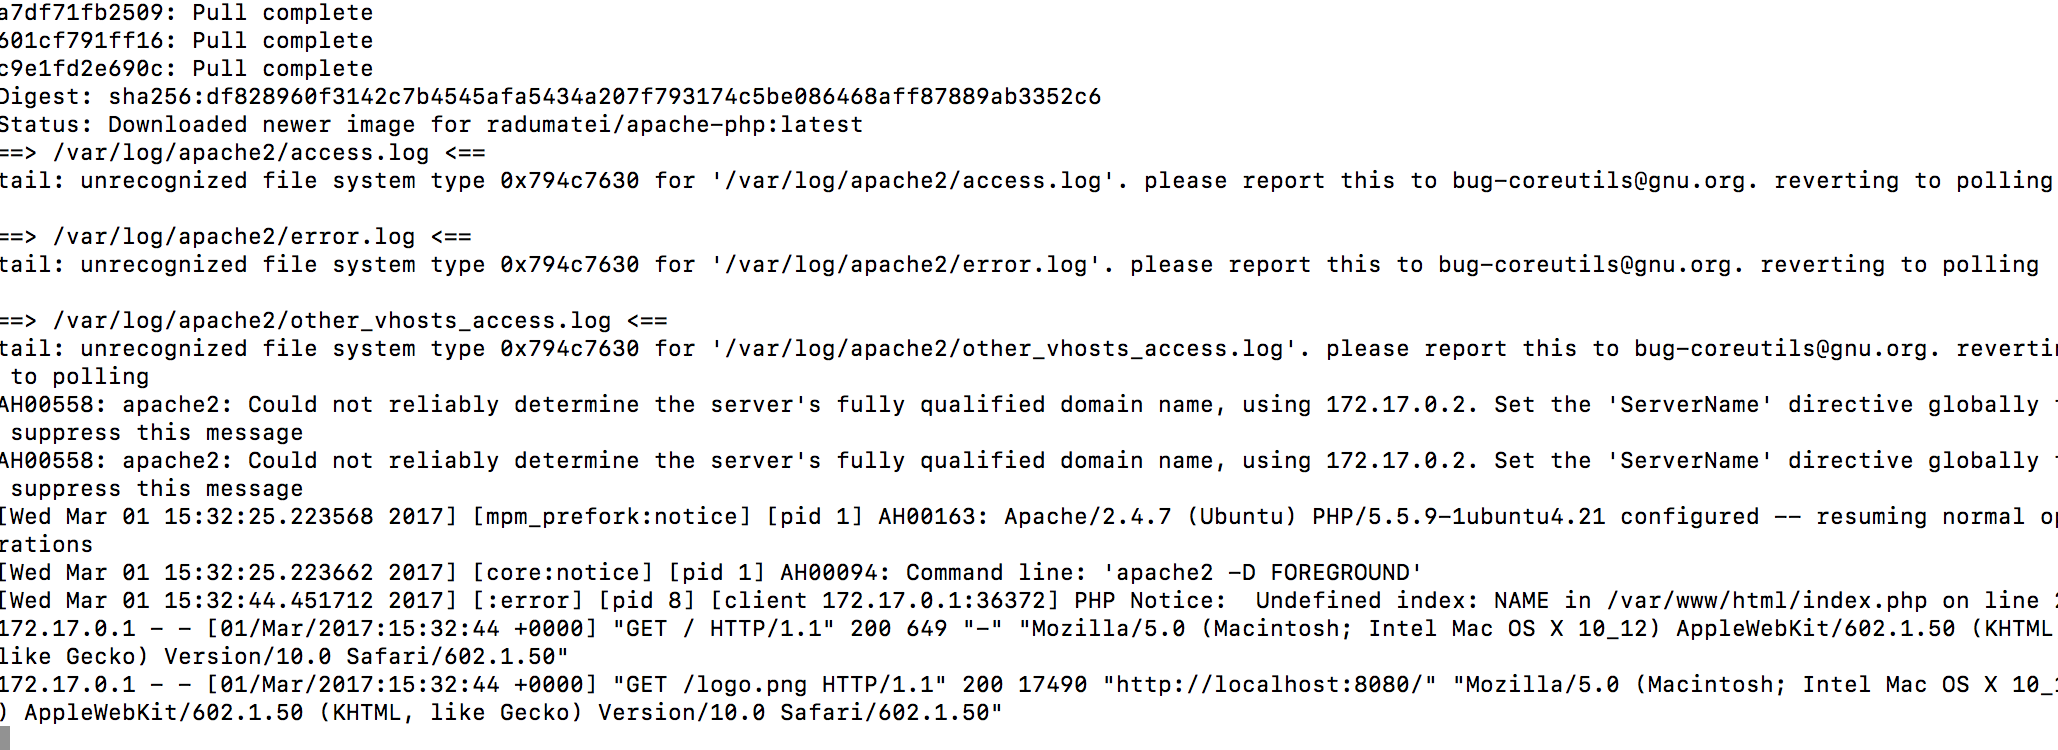 a7df71fb2509: Pull complete
601cf791ff16: Pull complete
c9e1fd2e690c: Pull complete
Digest: sha256:df828960f3142c7b4545afa5434a207f793174c5be086468aff87889ab3352c6
Status: Downloaded newer image for radumatei/apache-php:latest
==> /var/log/apache2/access.log <==
tail: unrecognized file system type 0x794c7630 for '/var/log/apache2/access.log'. please report this to bug-coreutils@gnu.org. reverting to polling
==> /var/log/apache2/error.log <==
tail: unrecognized file system type 0x794c7630 for '/var/log/apache2/error.log'. please report this to bug-coreutils@gnu.org. reverting to polling
==> /var/log/apache2/other_vhosts_access.log <==
tail: unrecognized file system type 0x794c7630 for '/var/log/apache2/other_vhosts_access.log'. please report this to bug-coreutils@gnu.org. reverti
to polling
AH00558: apache2: Could not reliably determine the server's fully qualified domain name, using 172.17.0.2. Set the 'ServerName' directive globally
suppress this message
AH00558: apache2: Could not reliably determine the server's fully qualified domain name, using 172.17.0.2. Set the 'ServerName' directive globally
suppress this message
[Wed Mar 01 15:32:25.223568 2017] [mpm_prefork:notice] [pid 1] AH00163: Apache/2.4.7 (Ubuntu) PHP/5.5.9-1ubuntu4.21 configured -- resuming normal op
rations
[Wed Mar 01 15:32:25.223662 2017] [core:notice] [pid 1] AH00094: Command line: 'apache2 -D FOREGROUND'
[Wed Mar 01 15:32:44.451712 2017] [:error] [pid 8] [client 172.17.0.1:36372] PHP Notice:  Undefined index: NAME in /var/www/html/index.php on line
172.17.0.1 - - [01/Mar/2017:15:32:44 +0000] "GET / HTTP/1.1" 200 649 "-" "Mozilla/5.0 (Macintosh; Intel Mac OS X 10_12) AppleWebKit/602.1.50 (KHTML
like Gecko) Version/10.0 Safari/602.1.50"
172.17.0.1 - - [01/Mar/2017:15:32:44 +0000] "GET /logo.png HTTP/1.1" 200 17490 "http://localhost:8080/" "Mozilla/5.0 (Macintosh; Intel Mac OS X 10_1
) AppleWebKit/602.1.50 (KHTML, like Gecko) Version/10.0 Safari/602.1.50"